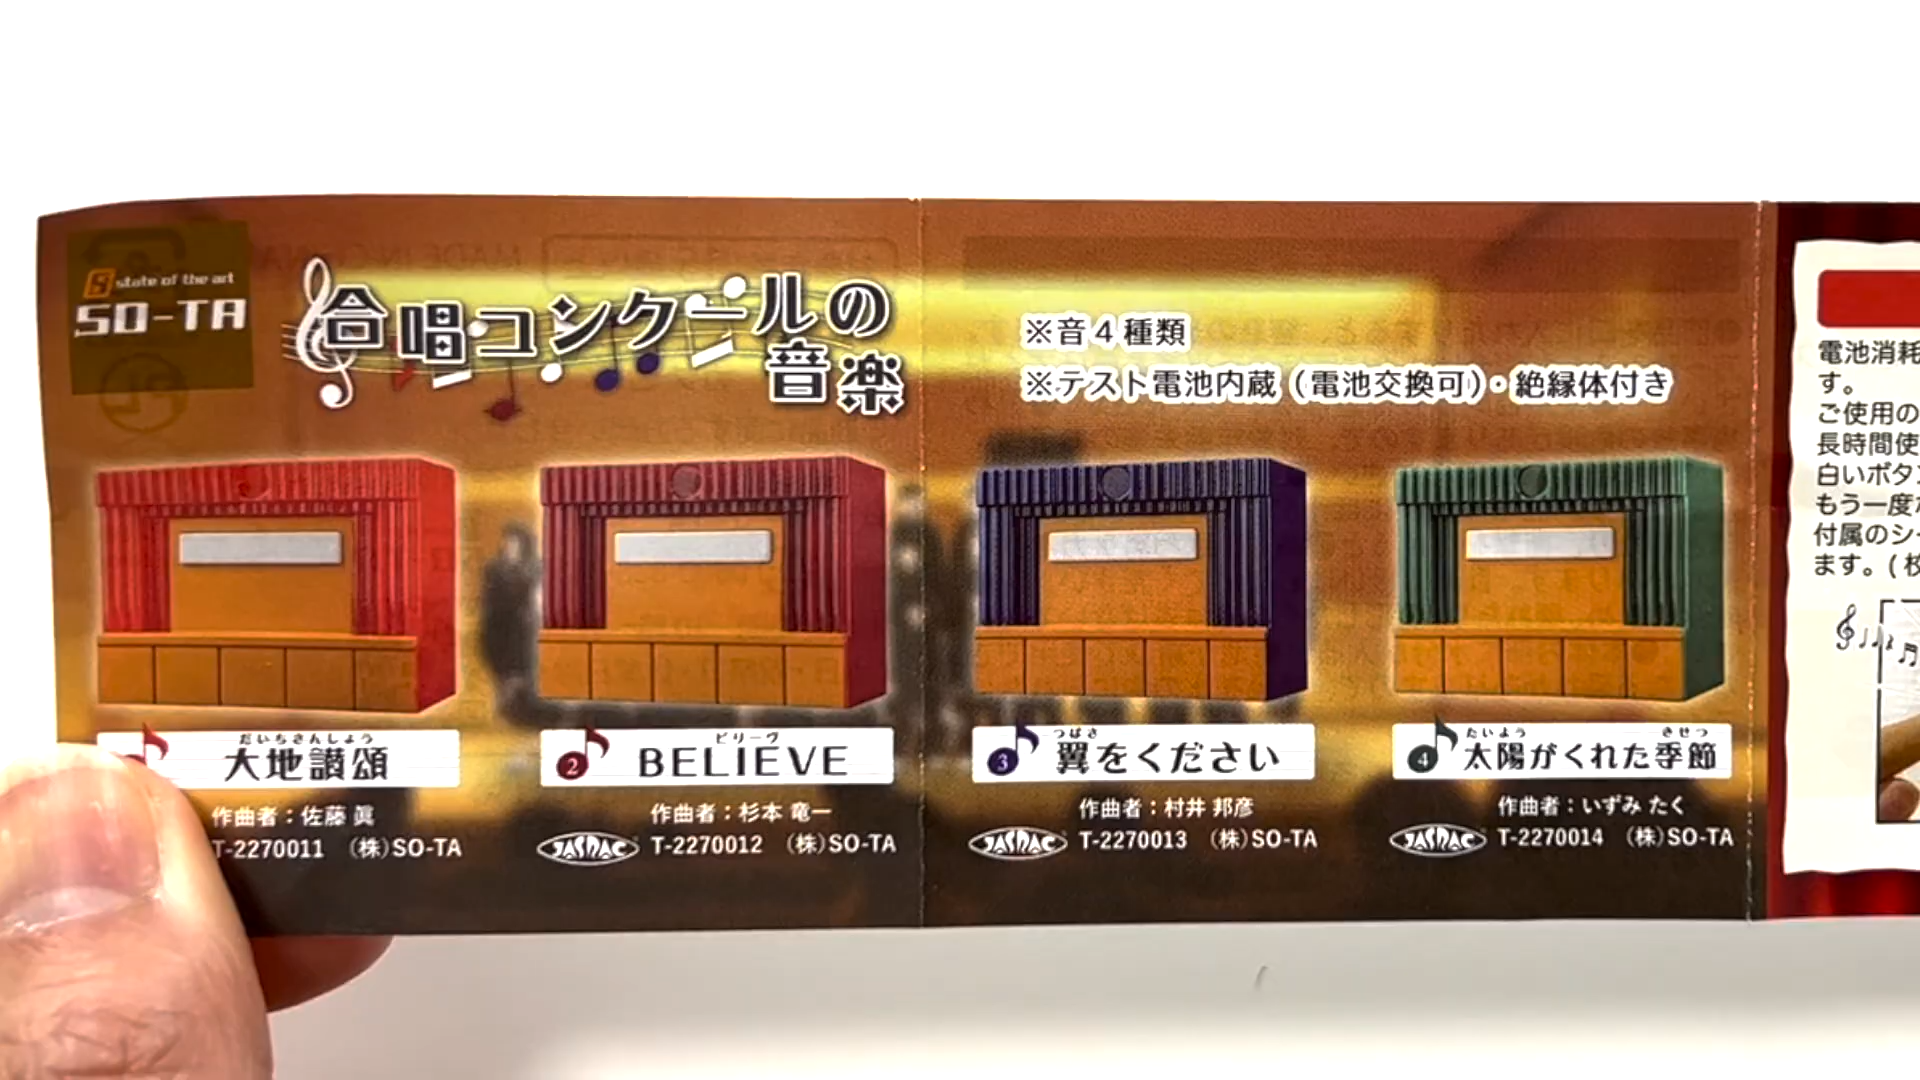 S state of the art
SO-TA
合唱コンクールの
音楽
※音4種類
※テスト電池内蔵（電池交換可）・絶縁体付き
だいちさんしょう
大地讃頌
作曲者：佐藤 眞
T-2270011 （株）SO-TA
ビリーヴ
2 BELIEVE
作曲者：杉本 竜一
JASRAC T-2270012 （株）SO-TA
つばさ
3 翼をください
作曲者：村井 邦彦
JASRAC T-2270013 （株）SO-TA
たいよう きせつ
4 太陽がくれた季節
作曲者：いずみ たく
JASRAC T-2270014 （株）SO-TA
電池消耗
す。
ご使用の
長時間使
白いボタン
もう一度
付属のシー
ます。(